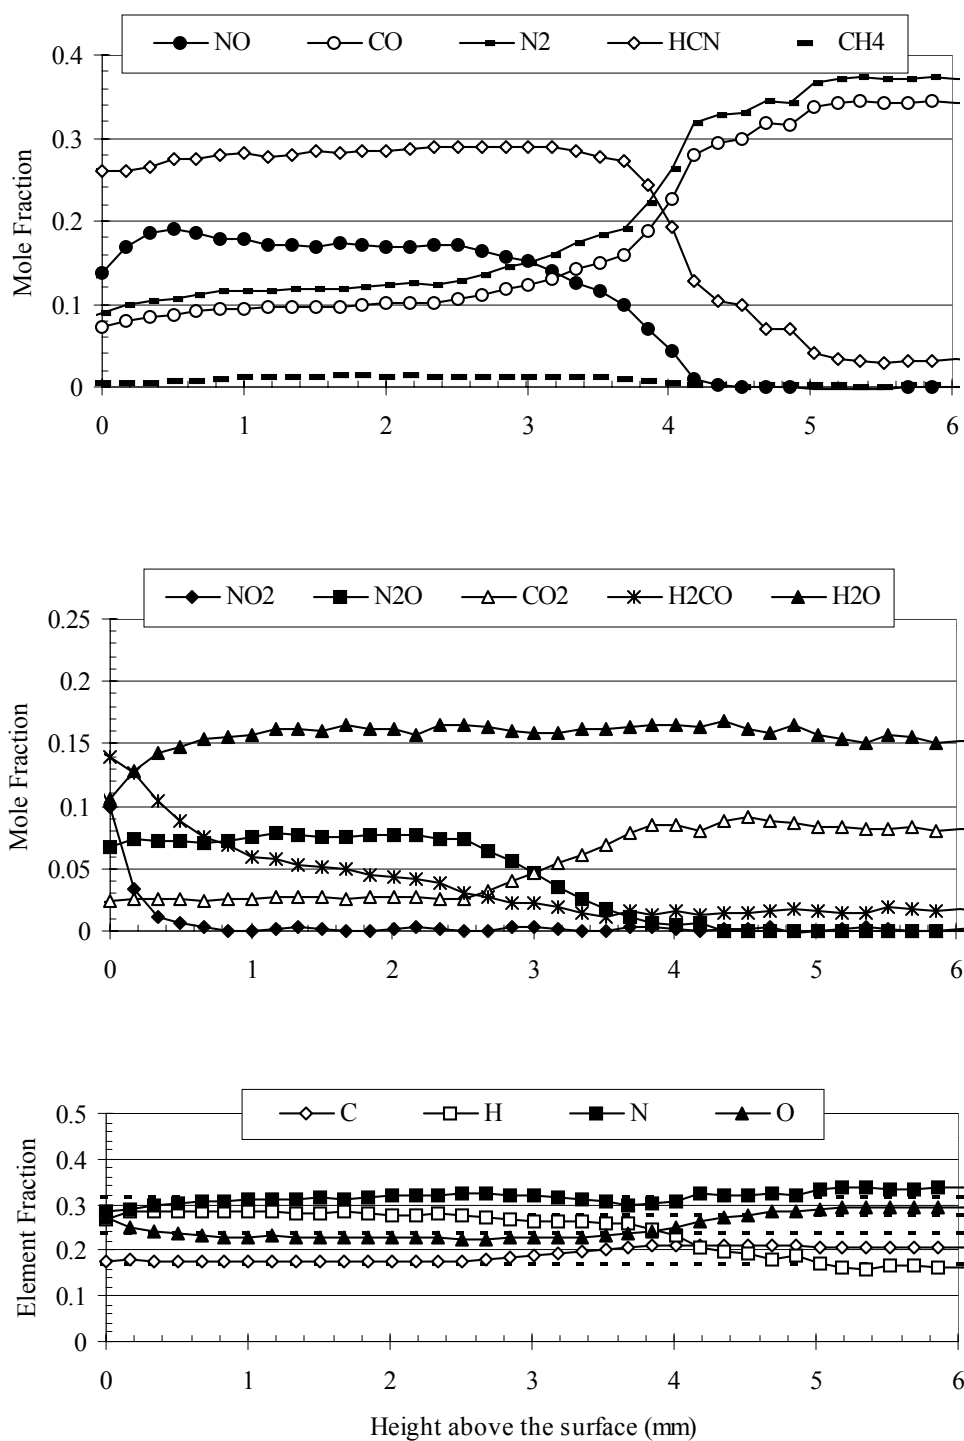 NO CO N2 HCN CH4
0.4
0.3
0.2
0.1
0
Mole Fraction
0 1 2 3 4 5 6
NO2 N2O CO2 H2CO H2O
0.25
0.2
0.15
0.1
0.05
0
Mole Fraction
0 1 2 3 4 5 6
C H N O
0.5
0.4
0.3
0.2
0.1
0
Element Fraction
0 1 2 3 4 5 6
Height above the surface (mm)